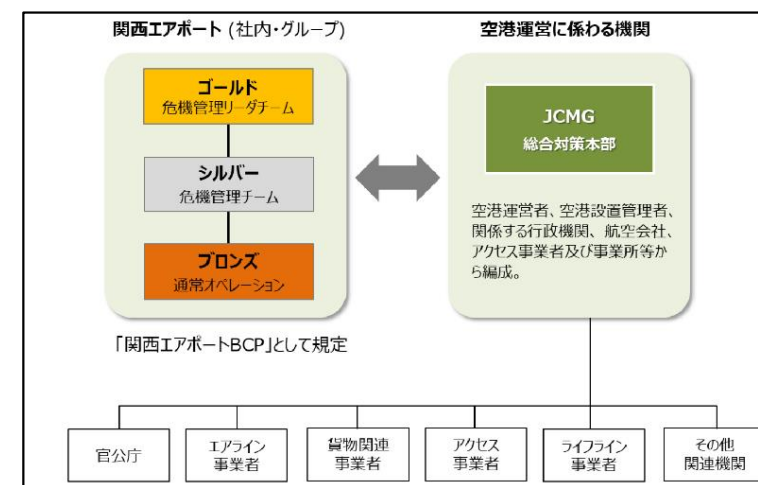 関西エアポート (社内・グループ)
ゴールド
危機管理リーダチーム
シルバー
危機管理チーム
ブロンズ
通常オペレーション
「関西エアポートBCP」として規定
空港運営に係わる機関
JCMG
総合対策本部
空港運営者、空港設置管理者、
関係する行政機関、航空会社、
アクセス事業者及び事業所等か
ら編成。
官公庁
エアライン
事業者
貨物関連
事業者
アクセス
事業者
ライフライン
事業者
その他
関連機関